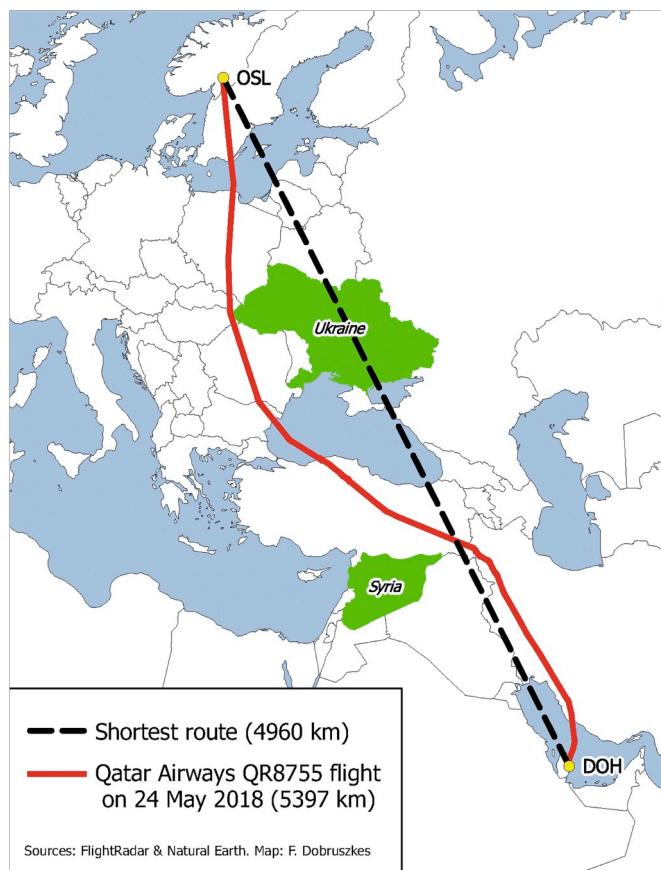 OSL
Ukraine
Syria
DOH
Shortest route (4960 km)
Qatar Airways QR8755 flight
on 24 May 2018 (5397 km)
Sources: FlightRadar & Natural Earth. Map: F. Dobruszkes